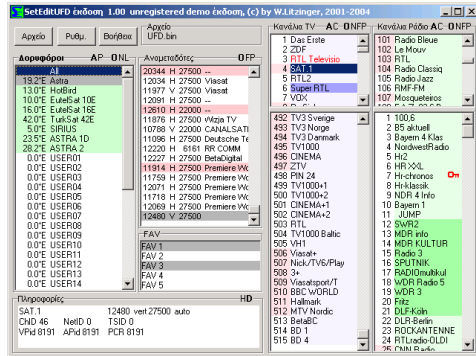 SetEditUFD έκδοση 1.00 unregistered demo έκδοση, (c) by W.Litzinger, 2001-2004
Αρχείο
Ρυθμ.
Βοήθεια
Αρχείο
UFD.bin
Δορυφόροι AP -ONL
All
19.2°E Astra
13.0°E HotBird
10.0°E EutelSat 10E
16.0°E EutelSat 16E
42.0°E TurkSat 42E
5.0°E SIRIUS
23.5°E ASTRA 1D
28.2°E ASTRA 2
0.0°E USER01
0.0°E USER03
0.0°E USER04
0.0°E USER05
0.0°E USER06
0.0°E USER07
0.0°E USER08
0.0°E USER09
0.0°E USER10
0.0°E USER11
0.0°E USER12
0.0°E USER13
0.0°E USER14
Αναμεταδότες OFP
20344 H 27500 --
12034 H 27500 Viasat
11977 V 27500 Viasat
12091 H 27500 --
12610 H 22000 --
11876 H 27500 Wizja TV
10788 V 22000 CANALSATI
11096 H 27500 Deutsche Te
12220 H 6161 RR COMM
12227 H 27500 BetaDigital
11914 H 27500 Premiere Wc
11759 H 27500 Premiere Wc
12071 H 27500 Premiere Wc
11718 H 27500 Premiere Wc
12069 H 27500 Premiere Wc
12480 V 27500
FAV
FAV 1
FAV 2
FAV 3
FAV 4
FAV 5
Πληροφορίες HD
SAT.1 12480 vert 27500 auto
ChID 46 NetID 0 TSID 0
VPid 8191 APid 8191 PCR 8191
Κανάλια TV AC -ONFP
1 Das Erste
2 ZDF
3 RTL Televisio
4 SAT.1
5 RTL2
6 Super RTL
7 VOX
492 TV3 Sverige
493 TV3 Norge
494 TV3 Danmark
495 TV1000
496 CINEMA
497 ZTV
498 PIN 24
499 TV1000+1
500 TV1000+2
501 CINEMA+1
502 CINEMA+2
503 RTL
504 TV1000 Baltic
505 VH1
506 Viasat+
507 Nick/TV6/Play
508 3+
509 Viasatsport/T
510 BBC WORLD
511 Hallmark
512 MTV Nordic
513 BetaBC
514 BD 1
515 BD 4
Κανάλια Ράδιο AC -ONFP
101 Radio Bleue
102 Le Mouv
103 RTL
104 Radio Classiq
105 Radio Jazz
106 RMF-FM
107 Mosqueteiros
1 100,6
2 B5 aktuell
3 Bayern 4 Klas
4 NordwestRadio
5 Hr2
6 HR XXL
7 Hr-chronos
8 Hr-klassik
9 NDR 4 Info
10 Bayern 1
11 JUMP
12 SWR2
13 MDR info
14 MDR KULTUR
15 Radio 3
16 SPUTNIK
17 RADIOmultikul
18 WDR Radio 5
19 WDR 3
20 Fritz
21 DLF-Köln
22 DLR-Berlin
23 ROCKANTENNE
24 RTLradio-OLDI
25 CNN Radio